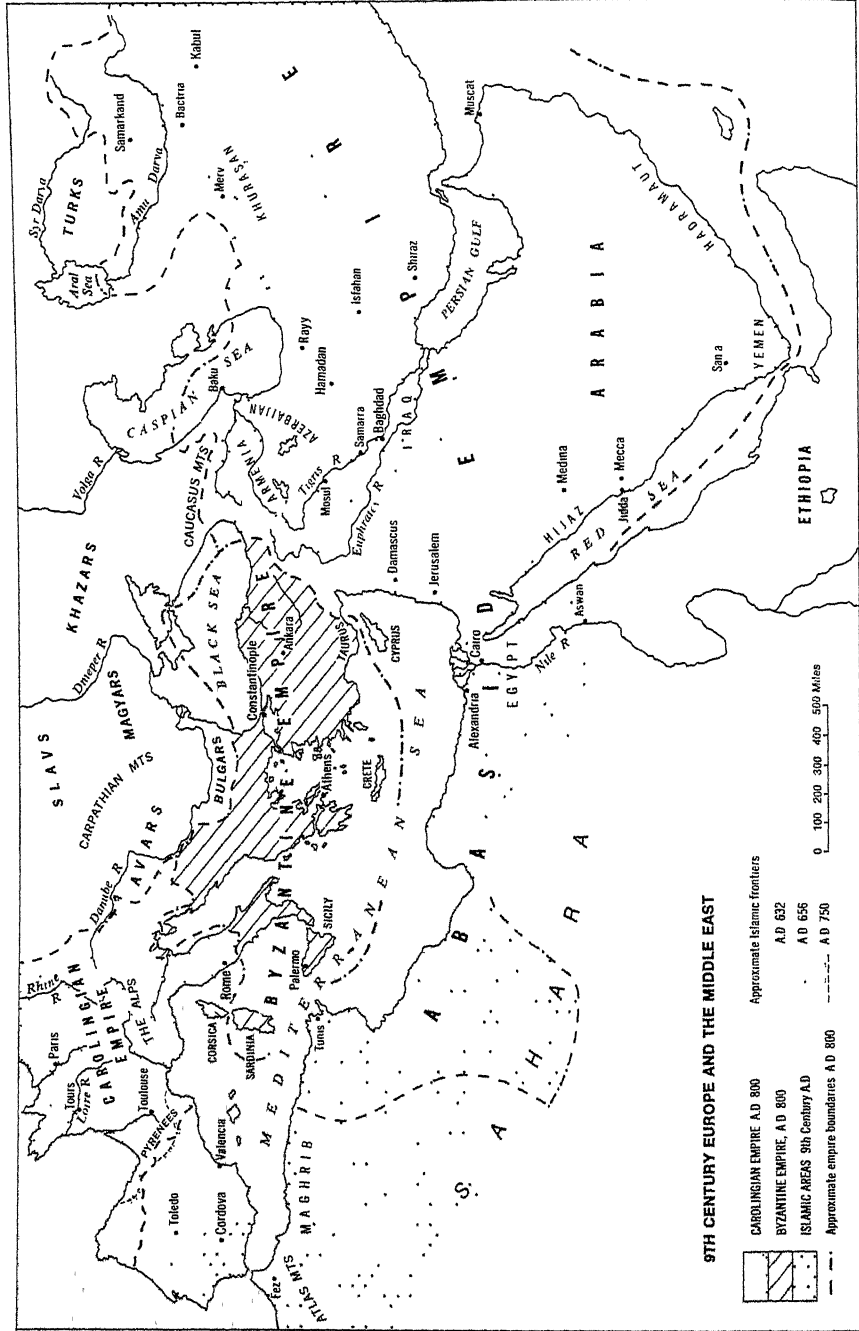 9TH CENTURY EUROPE AND THE MIDDLE EAST
CAROLINGIAN EMPIRE A.D 800
BYZANTINE EMPIRE, A D 800
ISLAMIC AREAS 9th Century A.D
Approximate empire boundaries A D 800
Approximate Islamic frontiers
A.D 632
A D 656
A D 750
0 100 200 300 400 500 Miles
SLAVS
KHAZARS
TURKS
Syr Darva
Aral
Sea
Amu Darva
Samarkand
Bactria
Kabul
Merv
KHURASAN
Volga R
CASPIAN SEA
Baku
CAUCASUS MTS
ARMENIA
AZERBAIJAN
Rayy
Hamadan
Isfahan
Shiraz
Tigris R
Mosul
Samarra
Baghdad
IRAQ
Euphrates R
PERSIAN GULF
Muscat
Dnieper R
MAGYARS
CARPATHIAN MTS
AVARS
BULGARS
Danube R
BLACK SEA
Constantinople
Ankara
TAURUS
CYPRUS
Athens
CRETE
BYZANTINE EMPIRE
Rhine
R
Paris
Tours
Loire R
CAROLINGIAN
EMPIRE
THE ALPS
Toulouse
PYRENEES
CORSICA
SARDINIA
Rome
Palermo
SICILY
Tunis
MEDITERRANEAN SEA
Valencia
Toledo
Cordova
Fez
ATLAS MTS
MAGHRIB
SAHARA
ABBASID EMPIRE
Damascus
Jerusalem
Alexandria
Cairo
EGYPT
Nile R
Aswan
HIJAZ
RED SEA
Medina
Mecca
Jidda
ARABIA
San a
YEMEN
HADRAMAUT
ETHIOPIA